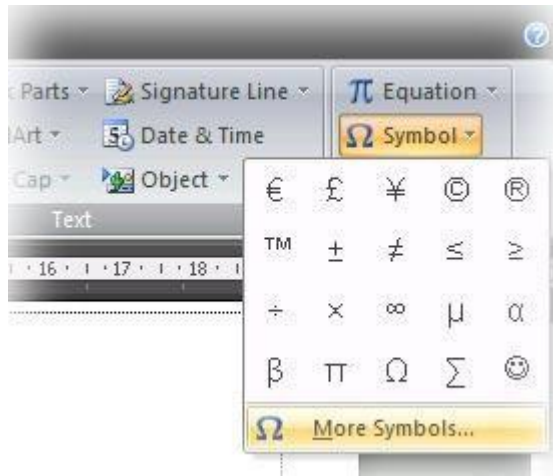 Parts Signature Line π Equation
Art Date & Time Ω Symbol
Cap Object
€ £ ¥ © ®
Text
™ ± ≠ ≤ ≥
16 17 18
÷ × ∞ µ α
β π Ω ∑ ☺
Ω More Symbols...